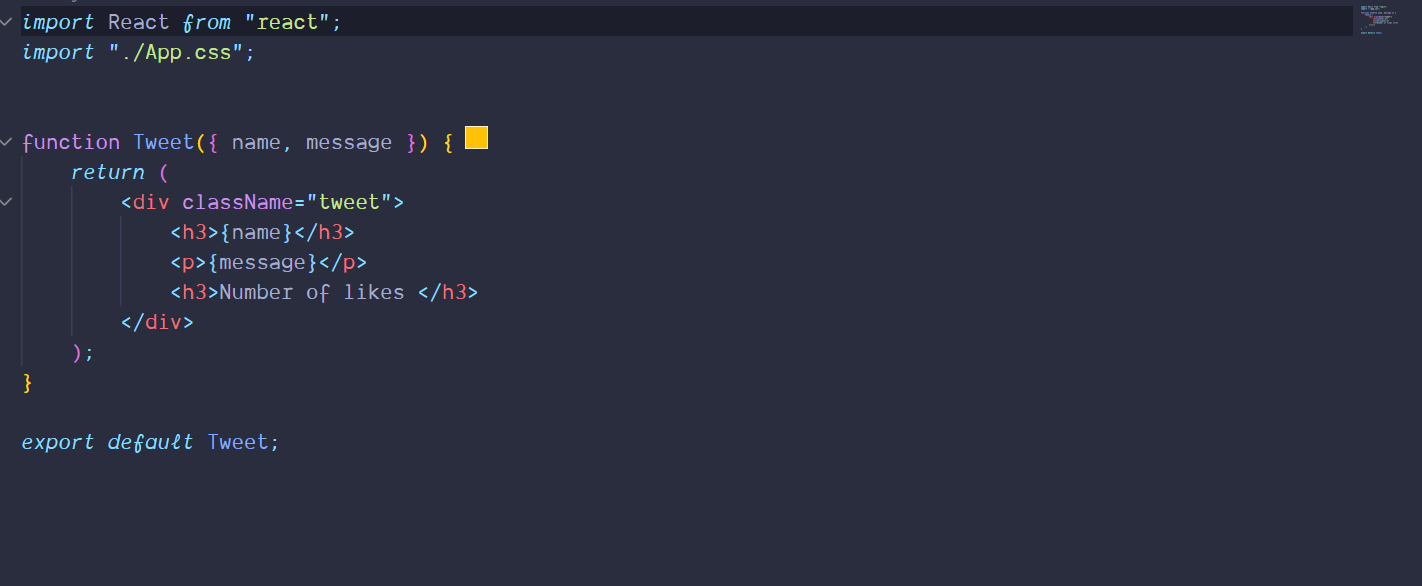 import React from "react";
import "./App.css";
function Tweet({ name, message }) {
return (
<div className="tweet">
<h3>{name}</h3>
<p>{message}</p>
<h3>Number of likes </h3>
</div>
);
}
export default Tweet;